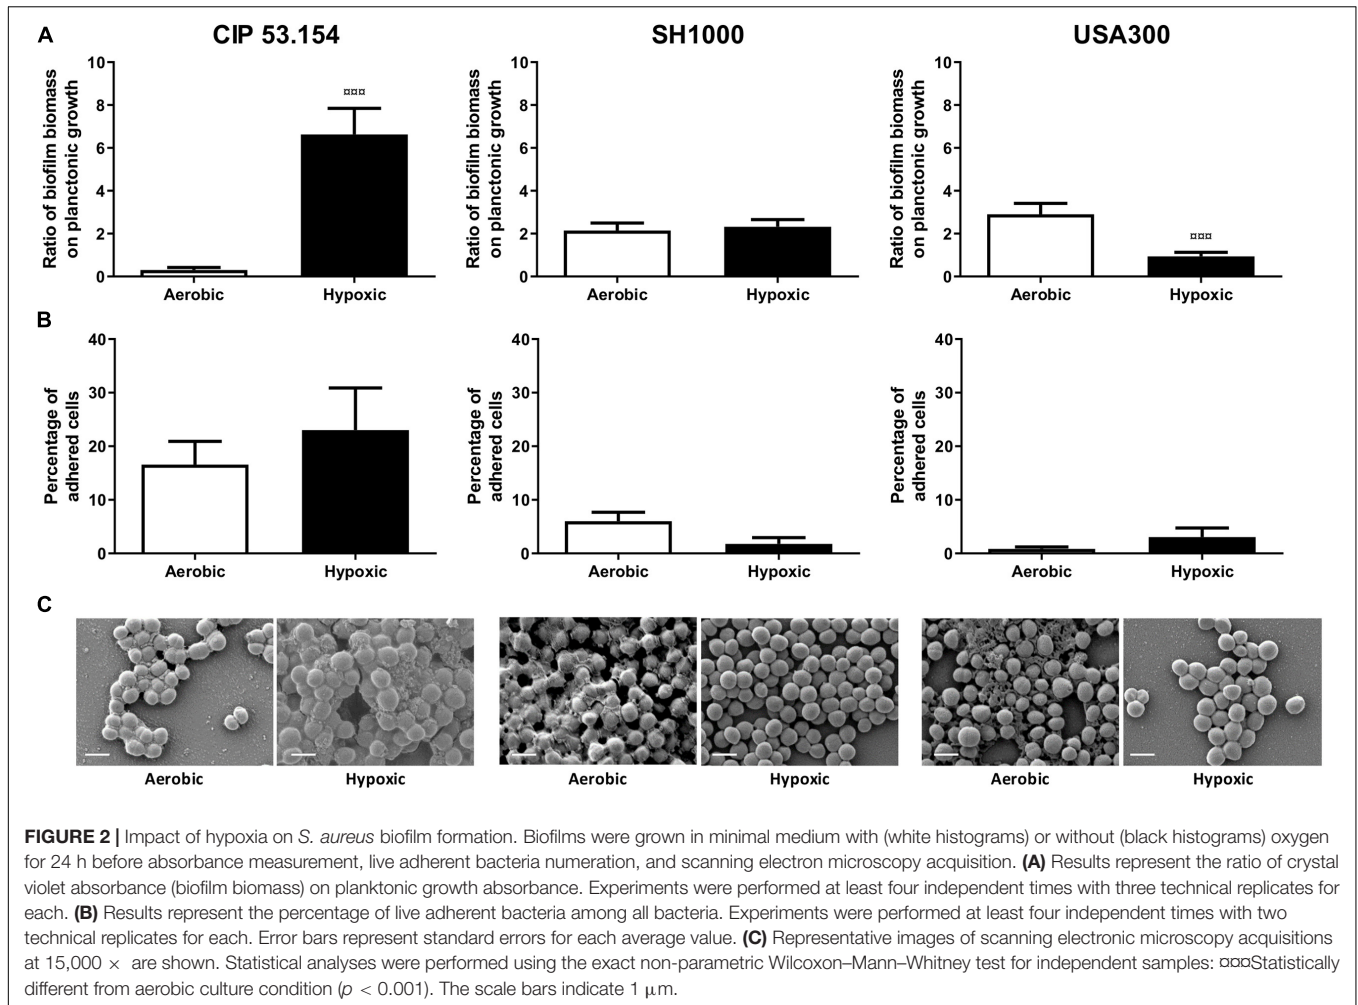 A
CIP 53.154
SH1000
USA300
Ratio of biofilm biomass
on planctonic growth
10
8
6
4
2
0
¤¤¤
Aerobic
Hypoxic
Ratio of biofilm biomass
on planctonic growth
10
8
6
4
2
0
Aerobic
Hypoxic
Ratio of biofilm biomass
on planctonic growth
10
8
6
4
2
0
¤¤¤
Aerobic
Hypoxic
B
Percentage of
adhered cells
40
30
20
10
0
Aerobic
Hypoxic
Percentage of
adhered cells
40
30
20
10
0
Aerobic
Hypoxic
Percentage of
adhered cells
40
30
20
10
0
Aerobic
Hypoxic
C
Aerobic
Hypoxic
Aerobic
Hypoxic
Aerobic
Hypoxic
FIGURE 2 | Impact of hypoxia on S. aureus biofilm formation. Biofilms were grown in minimal medium with (white histograms) or without (black histograms) oxygen
for 24 h before absorbance measurement, live adherent bacteria numeration, and scanning electron microscopy acquisition. (A) Results represent the ratio of crystal
violet absorbance (biofilm biomass) on planktonic growth absorbance. Experiments were performed at least four independent times with three technical replicates for
each. (B) Results represent the percentage of live adherent bacteria among all bacteria. Experiments were performed at least four independent times with two
technical replicates for each. Error bars represent standard errors for each average value. (C) Representative images of scanning electronic microscopy acquisitions
at 15,000 × are shown. Statistical analyses were performed using the exact non-parametric Wilcoxon–Mann–Whitney test for independent samples: ¤¤¤Statistically
different from aerobic culture condition (p < 0.001). The scale bars indicate 1 μm.